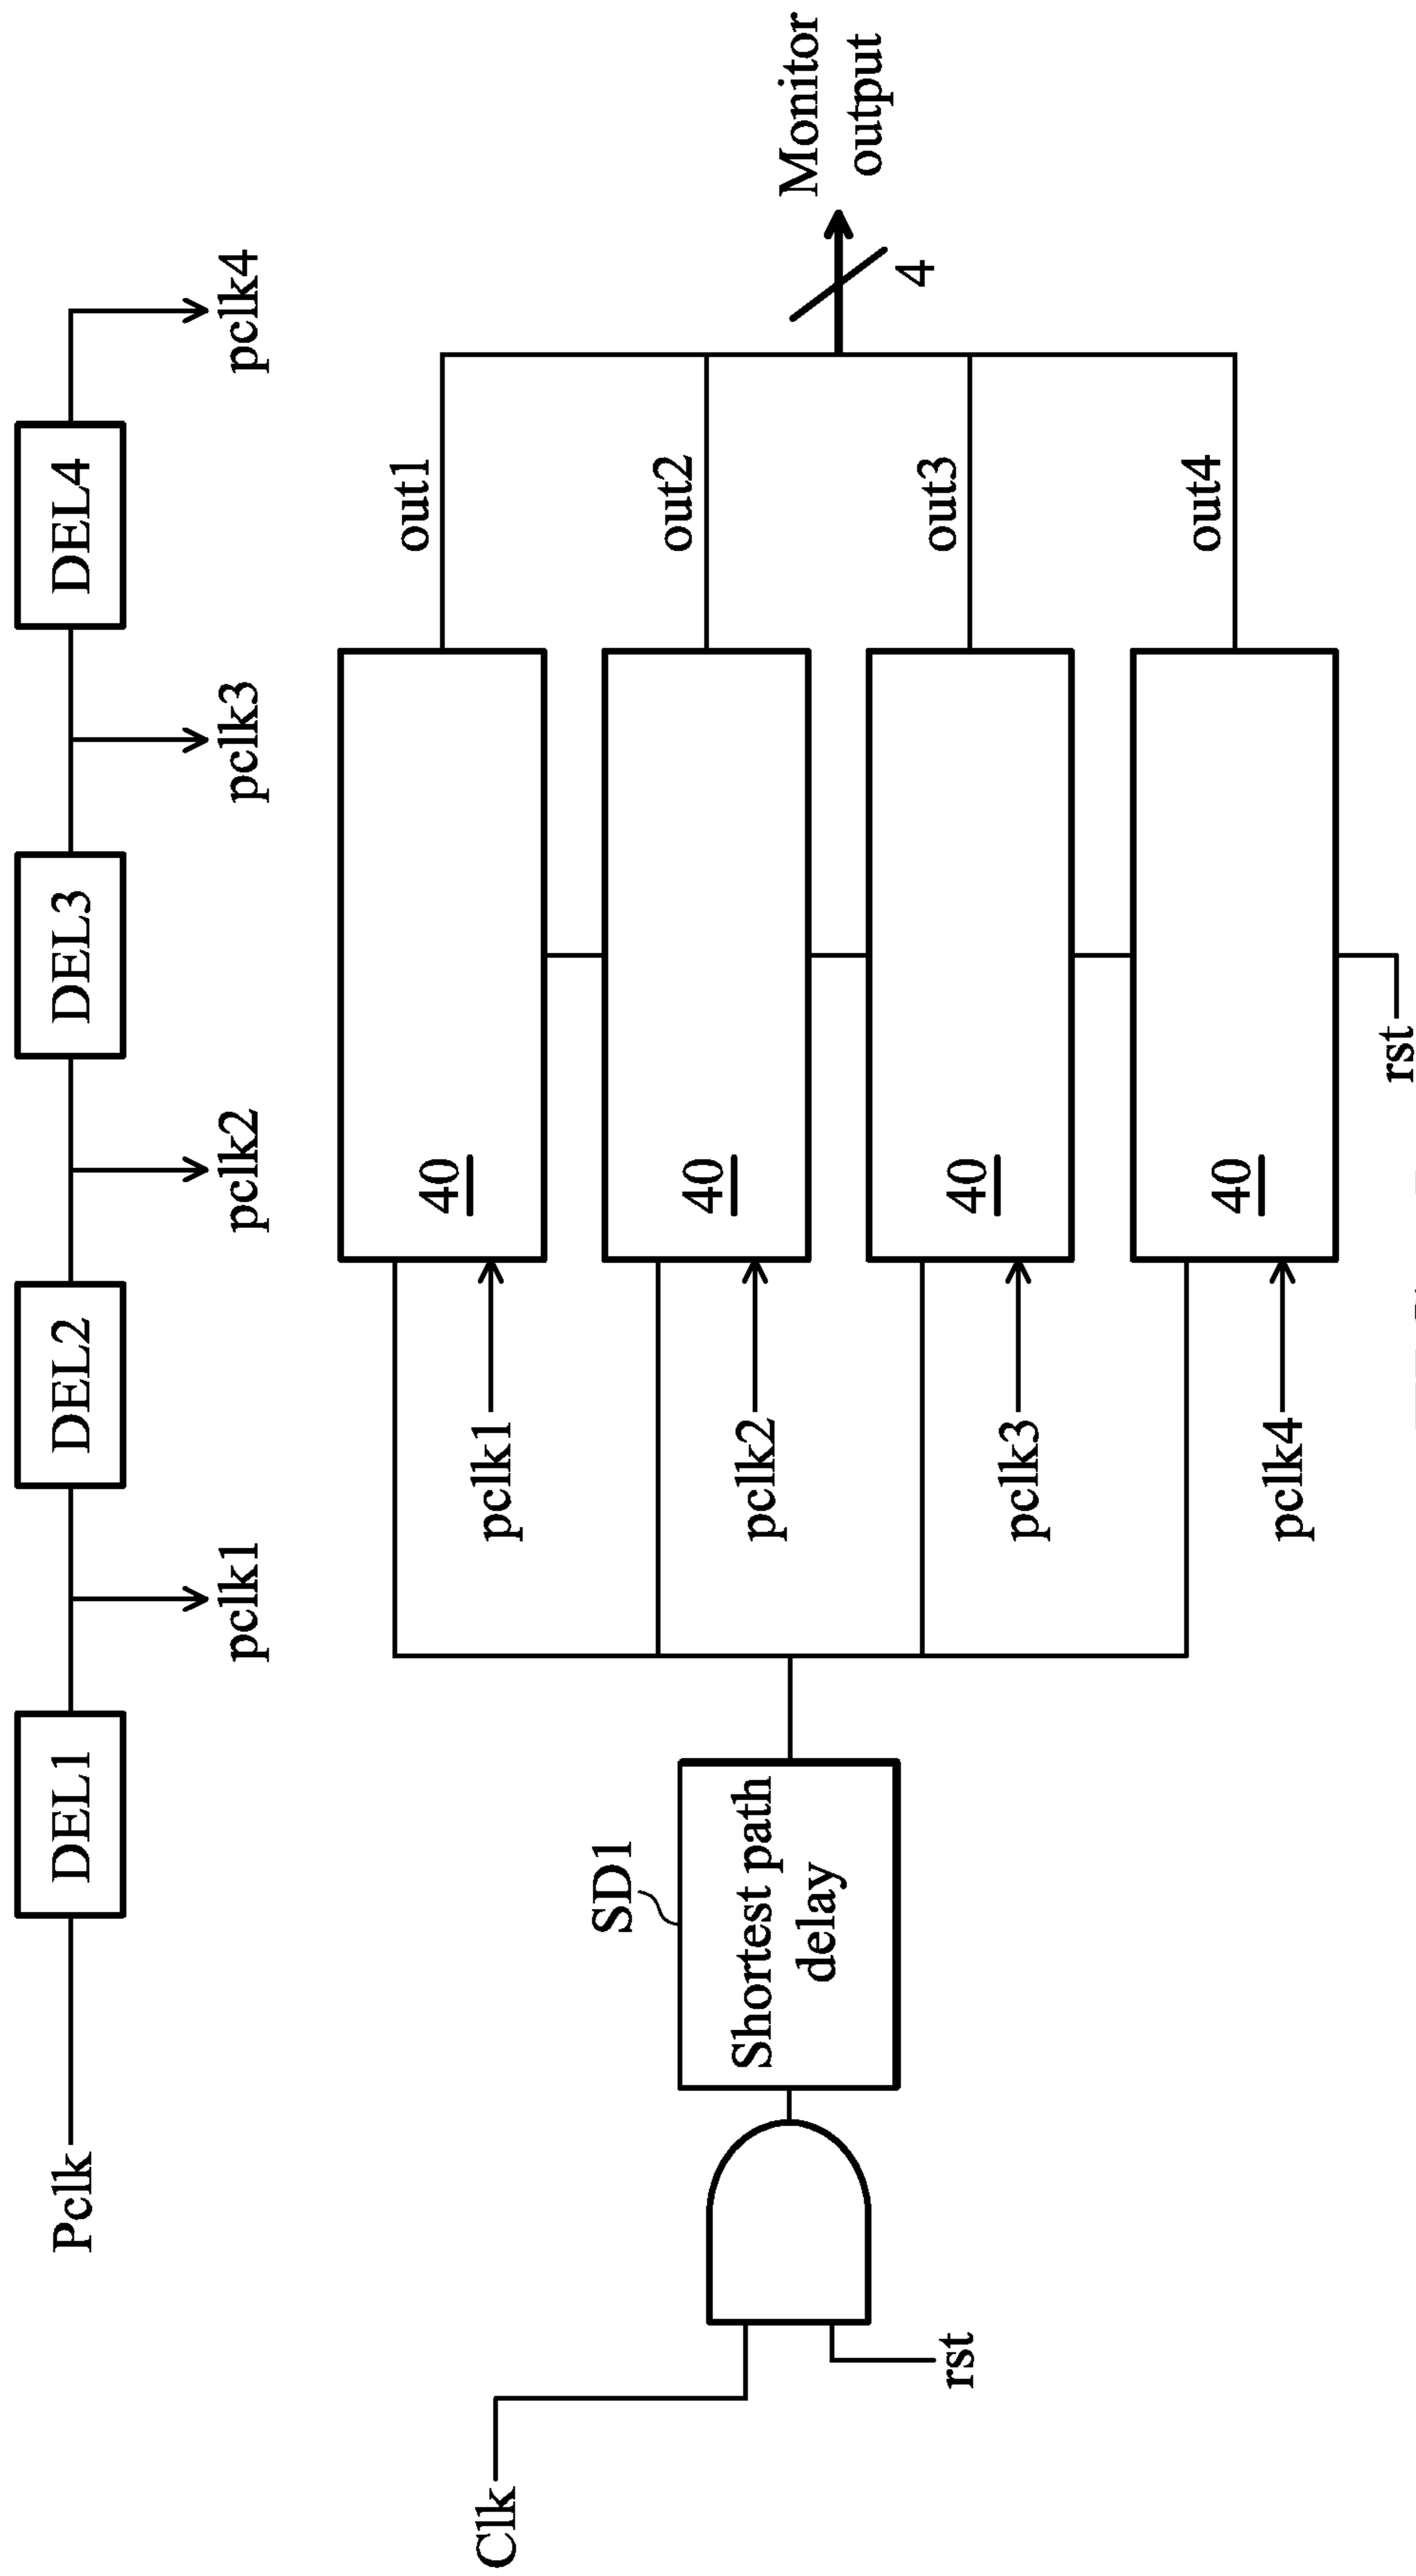 Pclk
DEL1
DEL2
DEL3
DEL4
pclk1
pclk2
pclk3
pclk4
Clk
rst
SD1
Shortest path
delay
pclk1
40
out1
pclk2
40
out2
pclk3
40
out3
pclk4
40
out4
rst
4
Monitor
output